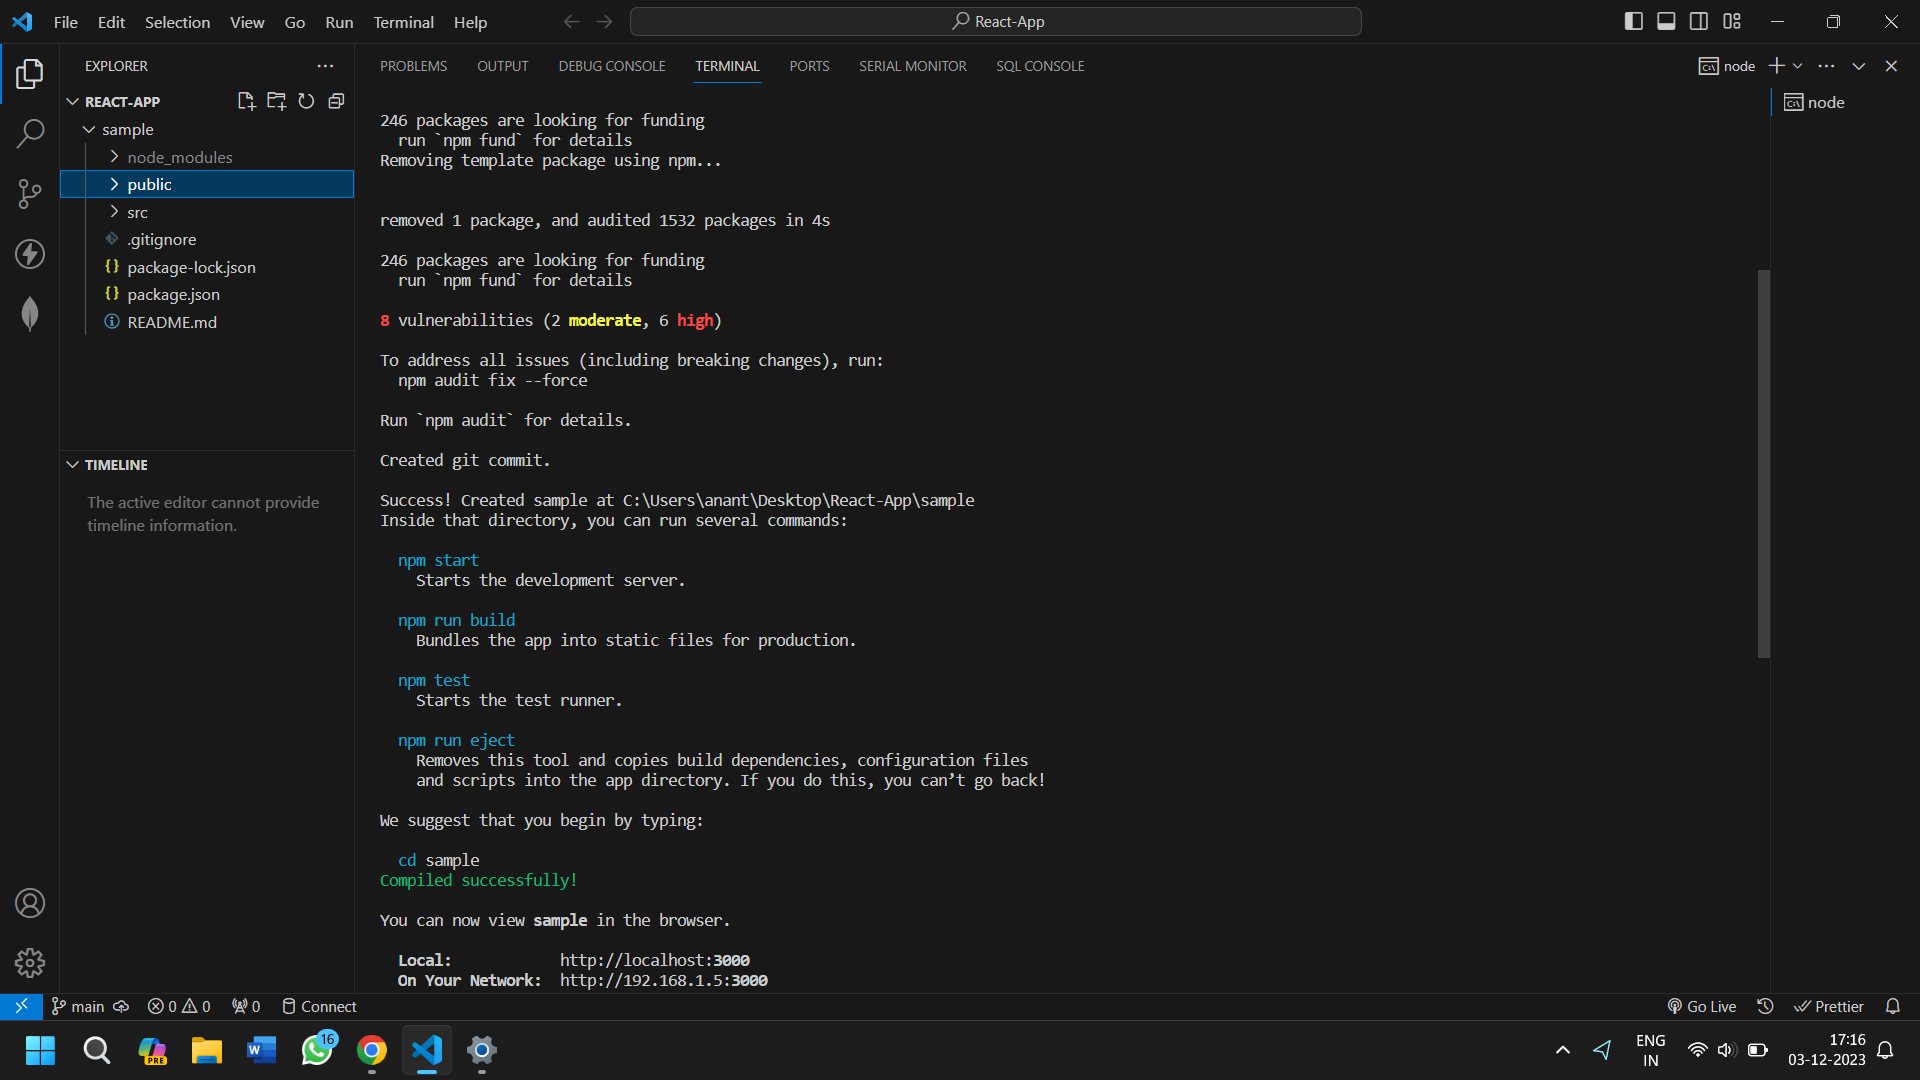 File Edit Selection View Go Run Terminal Help
React-App
EXPLORER
REACT-APP
sample
node_modules
public
src
.gitignore
package-lock.json
package.json
README.md
TIMELINE
The active editor cannot provide
timeline information.
PROBLEMS OUTPUT DEBUG CONSOLE TERMINAL PORTS SERIAL MONITOR SQL CONSOLE
node
node
246 packages are looking for funding
run `npm fund` for details
Removing template package using npm...
removed 1 package, and audited 1532 packages in 4s
246 packages are looking for funding
run `npm fund` for details
8 vulnerabilities (2 moderate, 6 high)
To address all issues (including breaking changes), run:
npm audit fix --force
Run `npm audit` for details.
Created git commit.
Success! Created sample at C:\Users\anant\Desktop\React-App\sample
Inside that directory, you can run several commands:
npm start
Starts the development server.
npm run build
Bundles the app into static files for production.
npm test
Starts the test runner.
npm run eject
Removes this tool and copies build dependencies, configuration files
and scripts into the app directory. If you do this, you can’t go back!
We suggest that you begin by typing:
cd sample
Compiled successfully!
You can now view sample in the browser.
Local: http://localhost:3000
On Your Network: http://192.168.1.5:3000
main 0 0 0 Connect
Go Live Prettier
PRE
W
16
ENG
IN
17:16
03-12-2023